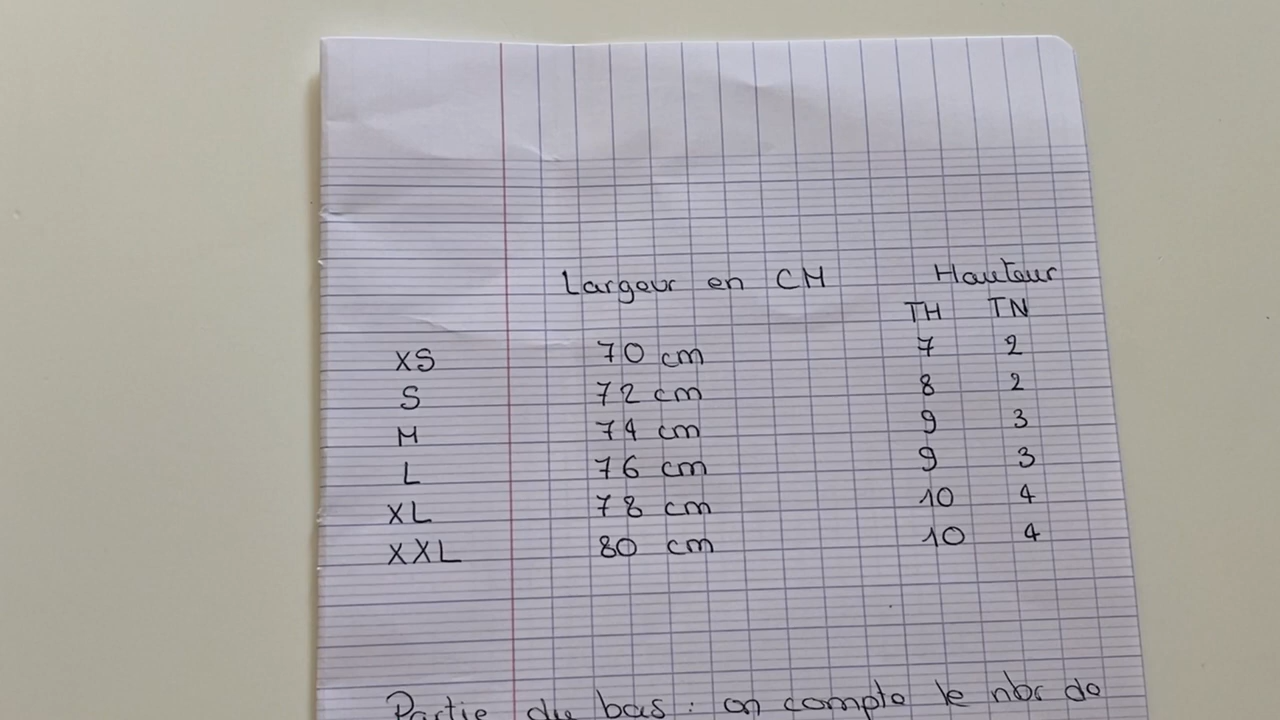 Largeur en CM Hauteur
TH TN
XS 70 cm 7 2
S 72 cm 8 2
M 74 cm 9 3
L 76 cm 9 3
XL 78 cm 10 4
XXL 80 cm 10 4
Partie du bas : on compte le nbr de